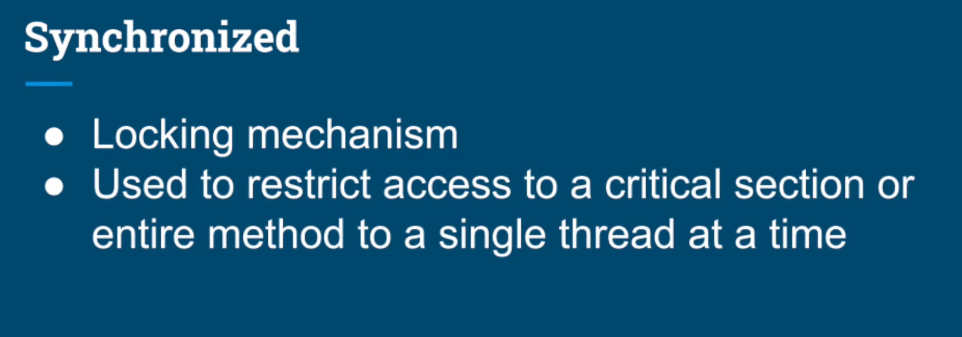 Synchronized
● Locking mechanism
● Used to restrict access to a critical section or
entire method to a single thread at a time